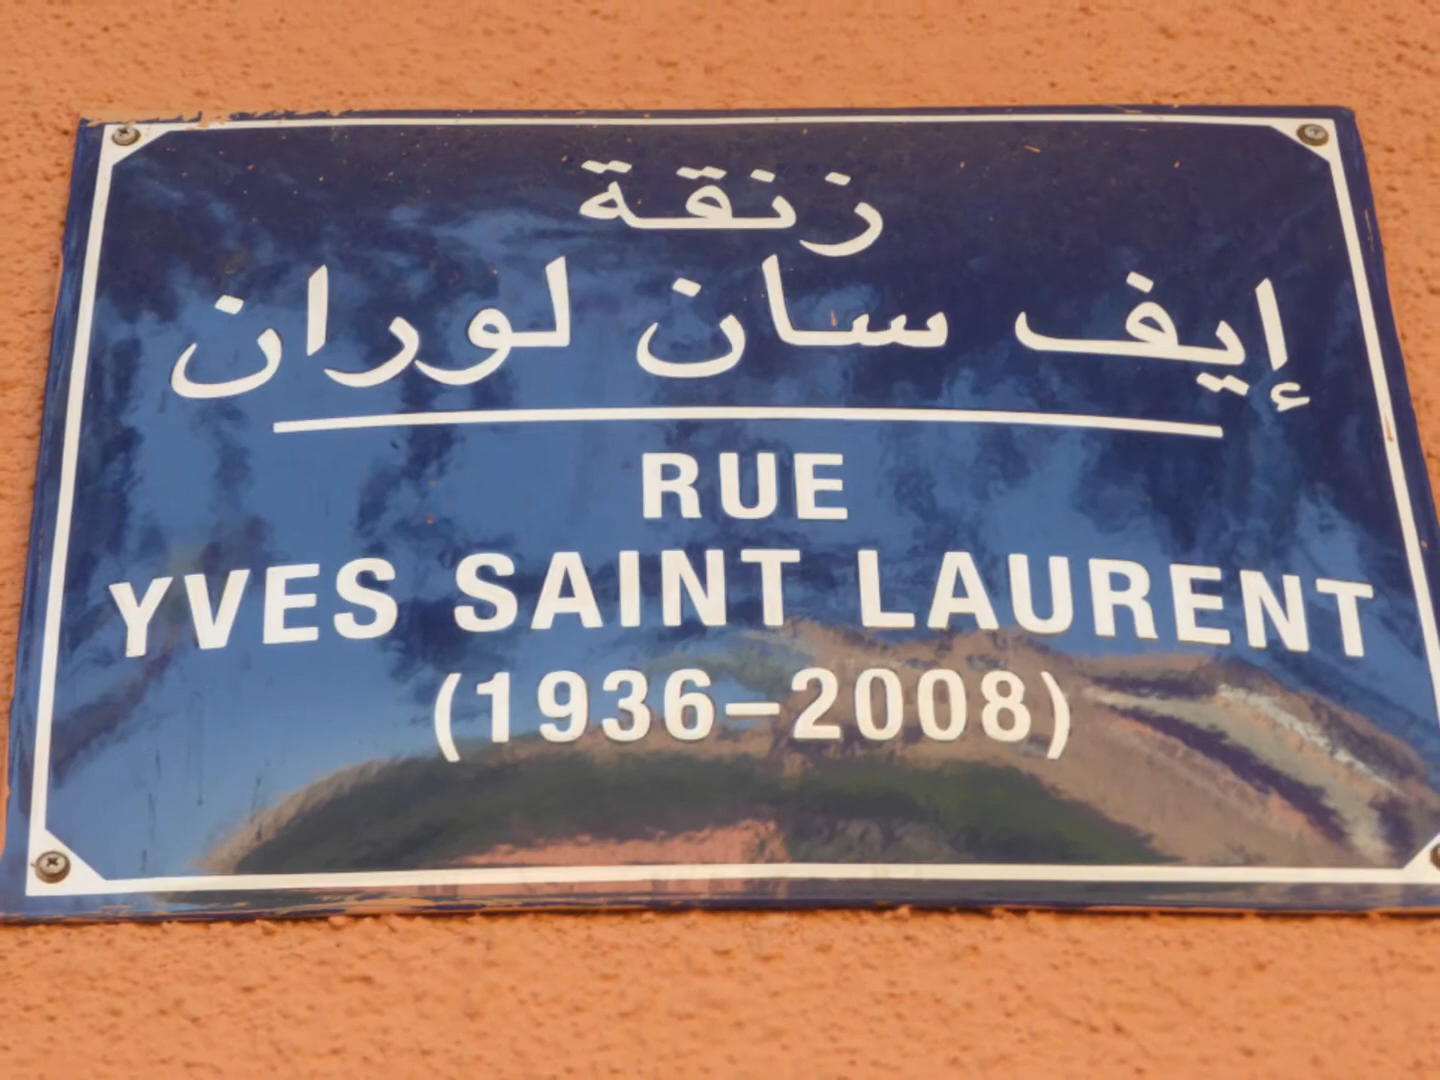 زنقة
إيف سان لوران
RUE
YVES SAINT LAURENT
(1936–2008)